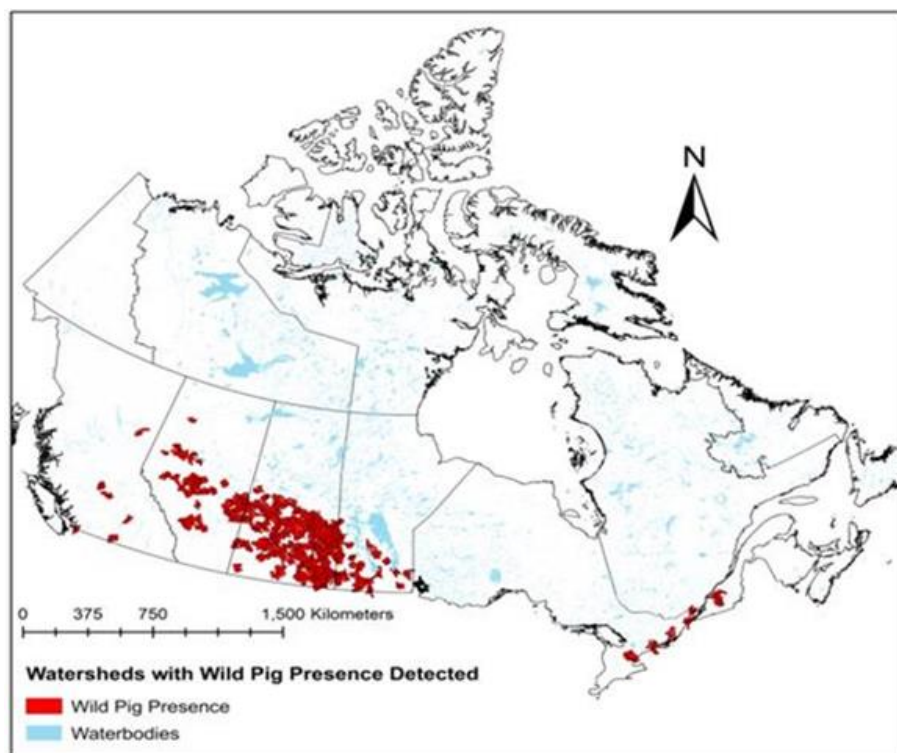 N
0 375 750 1,500 Kilometers
Watersheds with Wild Pig Presence Detected
Wild Pig Presence
Waterbodies